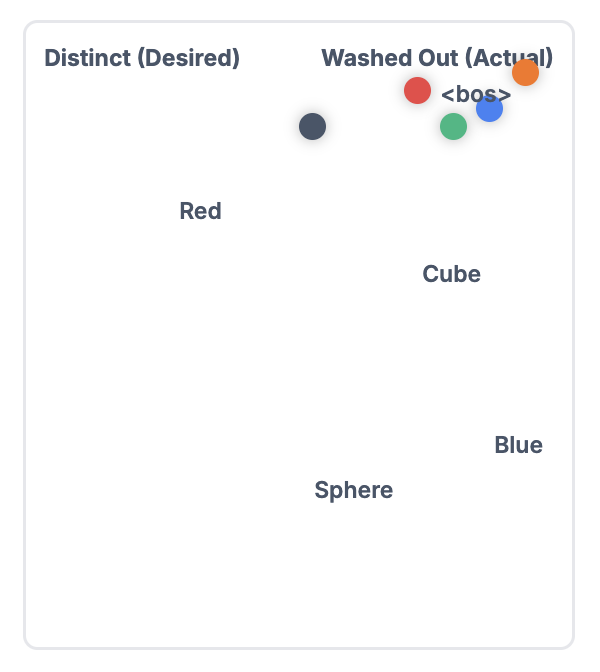 Distinct (Desired)
Washed Out (Actual)
<bos>
Red
Cube
Blue
Sphere